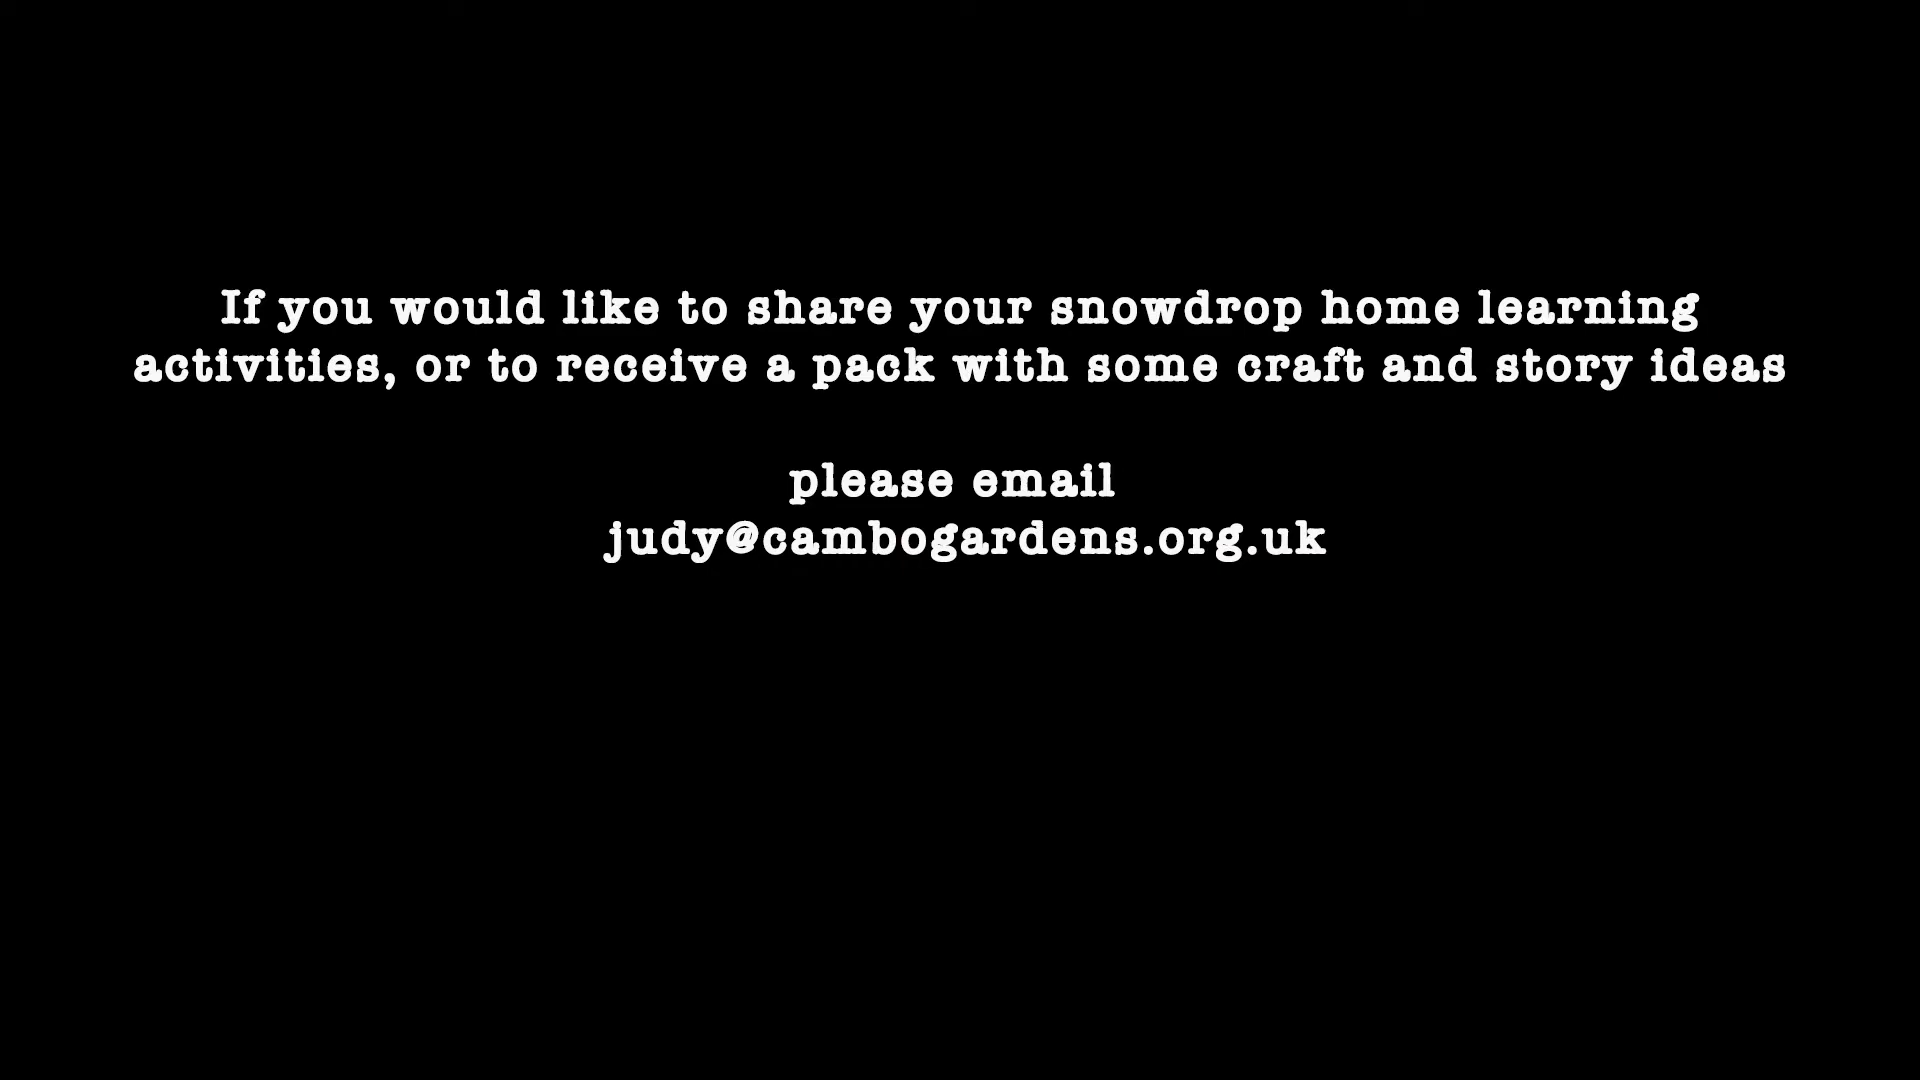 If you would like to share your snowdrop home learning
activities, or to receive a pack with some craft and story ideas
please email
judy@cambogardens.org.uk